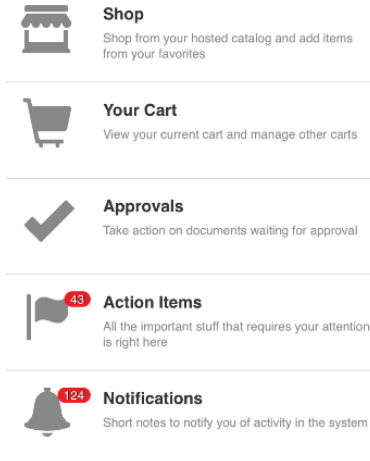 Shop
Shop from your hosted catalog and add items
from your favorites
Your Cart
View your current cart and manage other carts
Approvals
Take action on documents waiting for approval
43
Action Items
All the important stuff that requires your attention
is right here
124
Notifications
Short notes to notify you of activity in the system